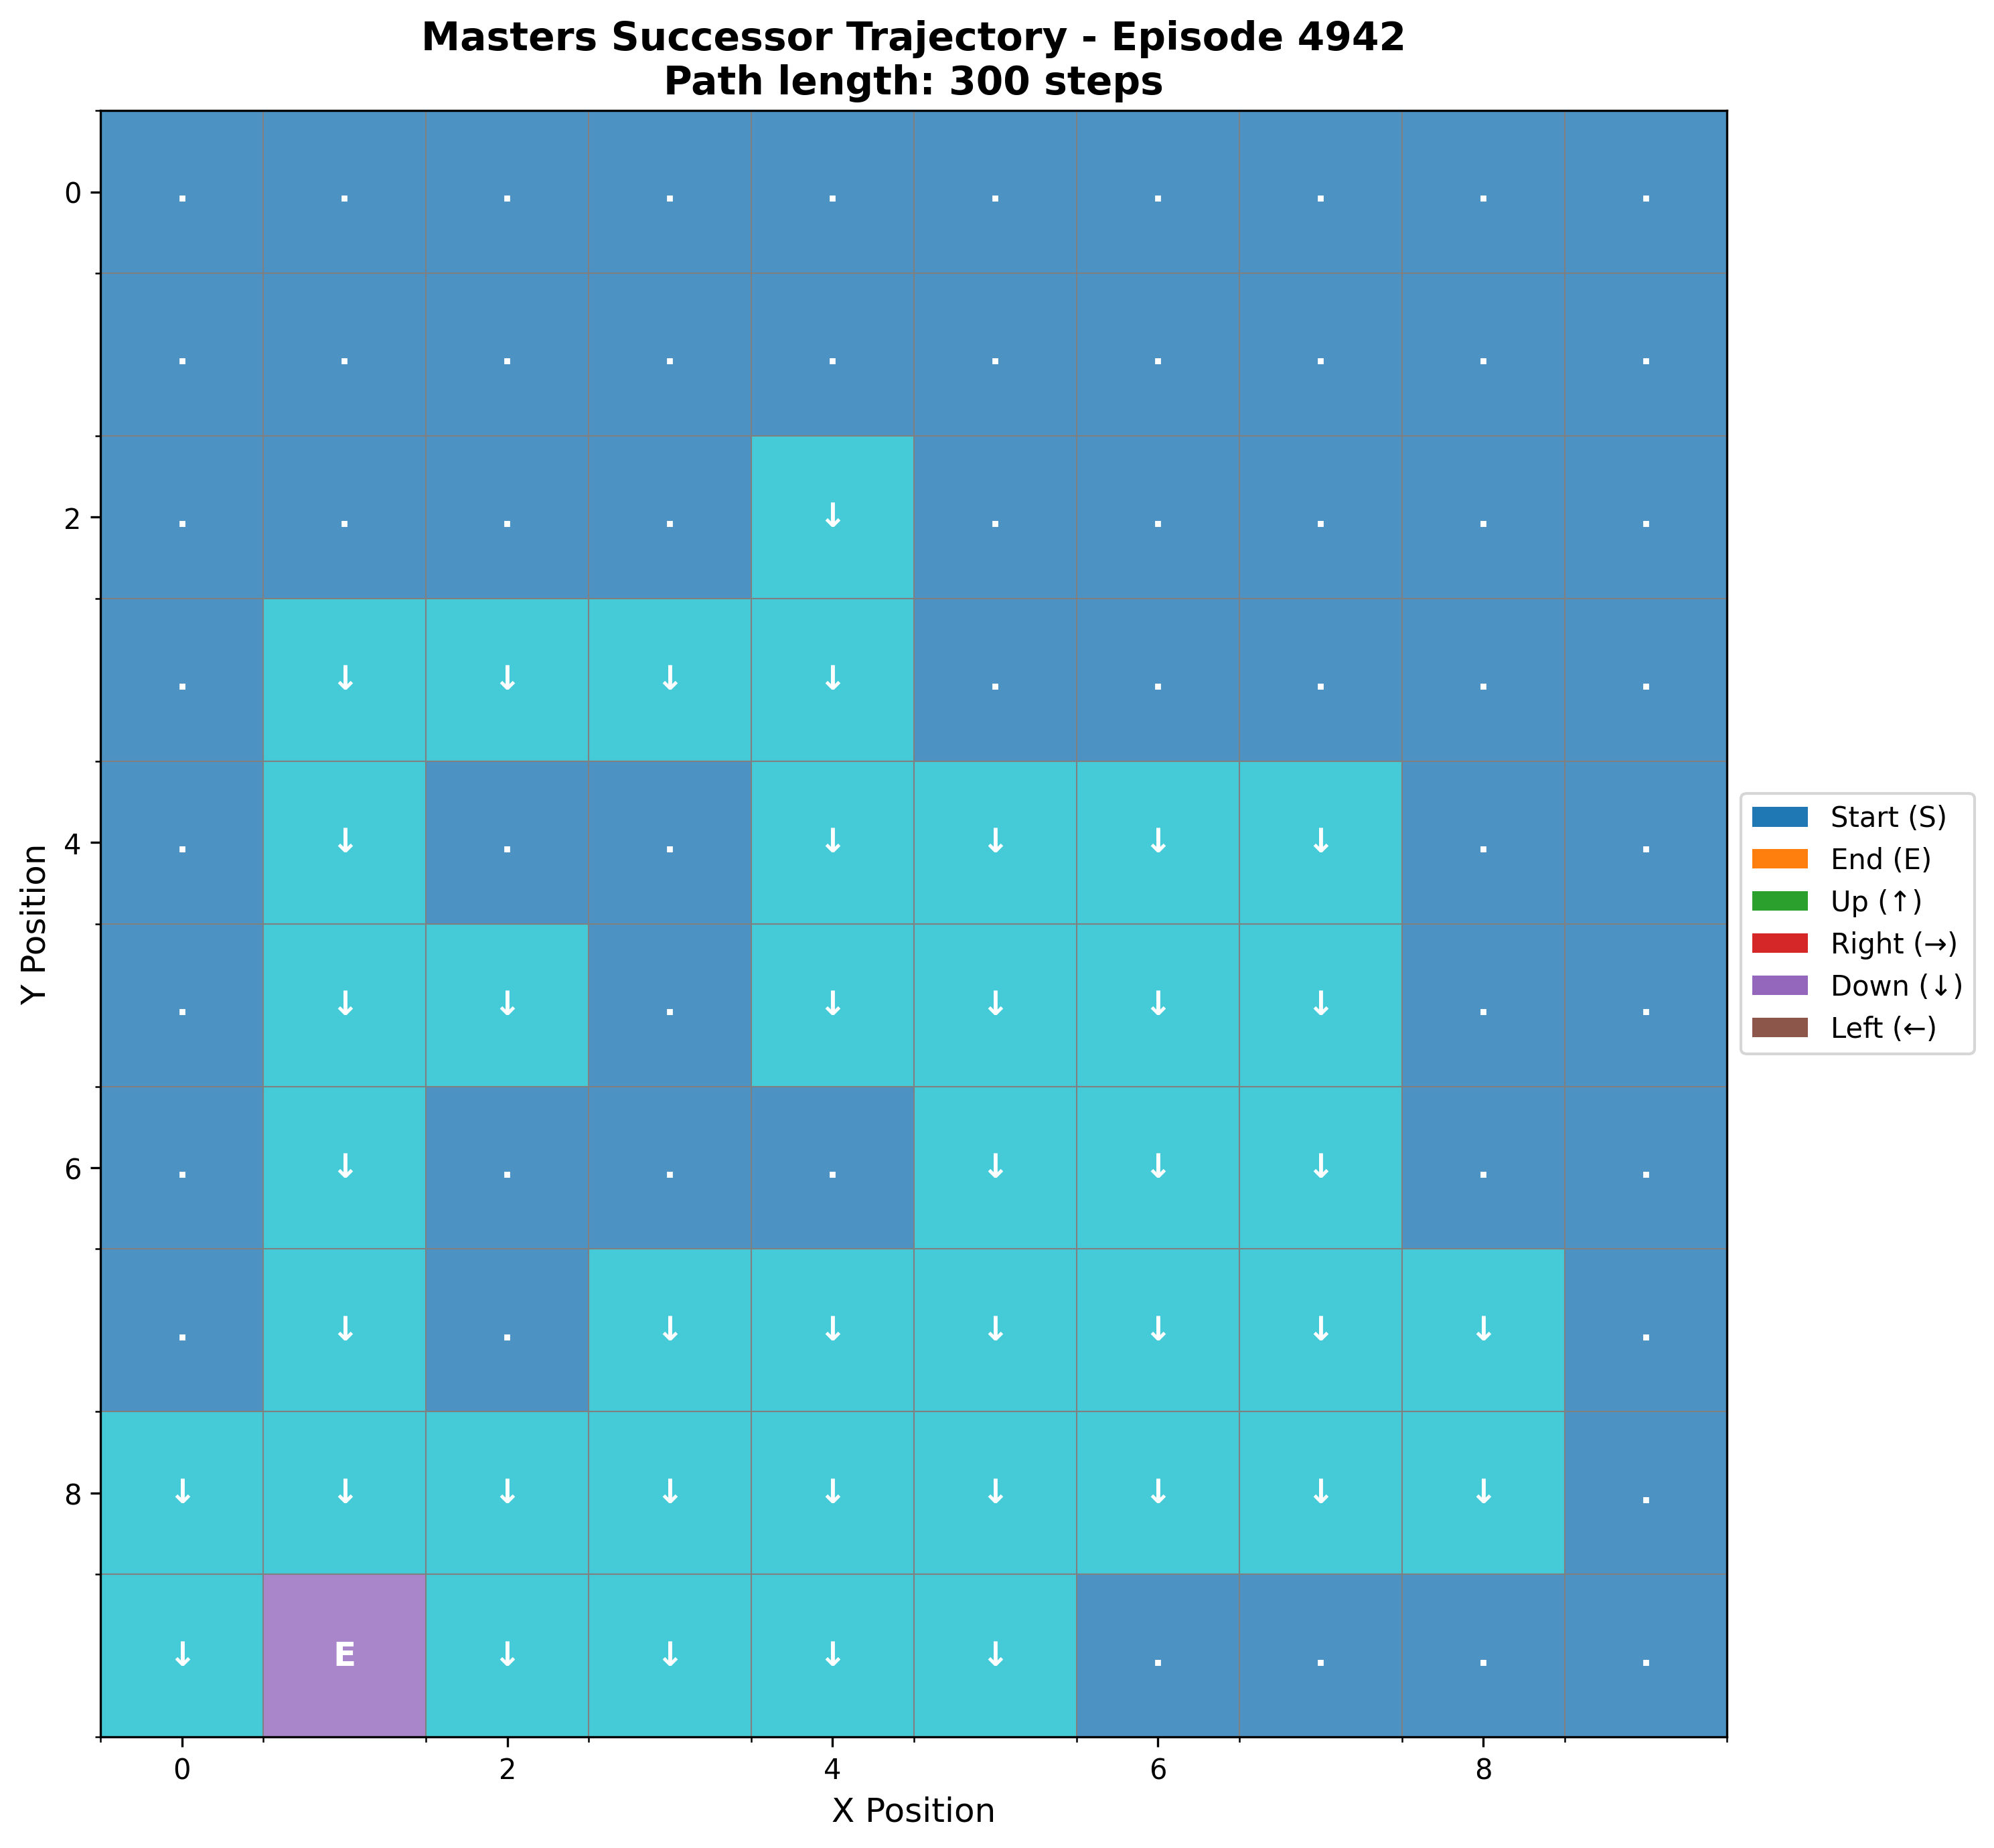 Masters Successor Trajectory - Episode 4942
Path length: 300 steps
0 . . . . . . . . . .
. . . . . . . . . .
2 . . . . ↓ . . . . .
. ↓ ↓ ↓ ↓ . . . . .
4 . ↓ . . ↓ ↓ ↓ ↓ . .
. ↓ ↓ . ↓ ↓ ↓ ↓ . .
6 . ↓ . . . ↓ ↓ ↓ . .
. ↓ . ↓ ↓ ↓ ↓ ↓ ↓ .
8 ↓ ↓ ↓ ↓ ↓ ↓ ↓ ↓ ↓ .
↓ E ↓ ↓ ↓ ↓ . . . .
0 2 4 6 8
X Position
Y Position
Start (S)
End (E)
Up (↑)
Right (→)
Down (↓)
Left (←)